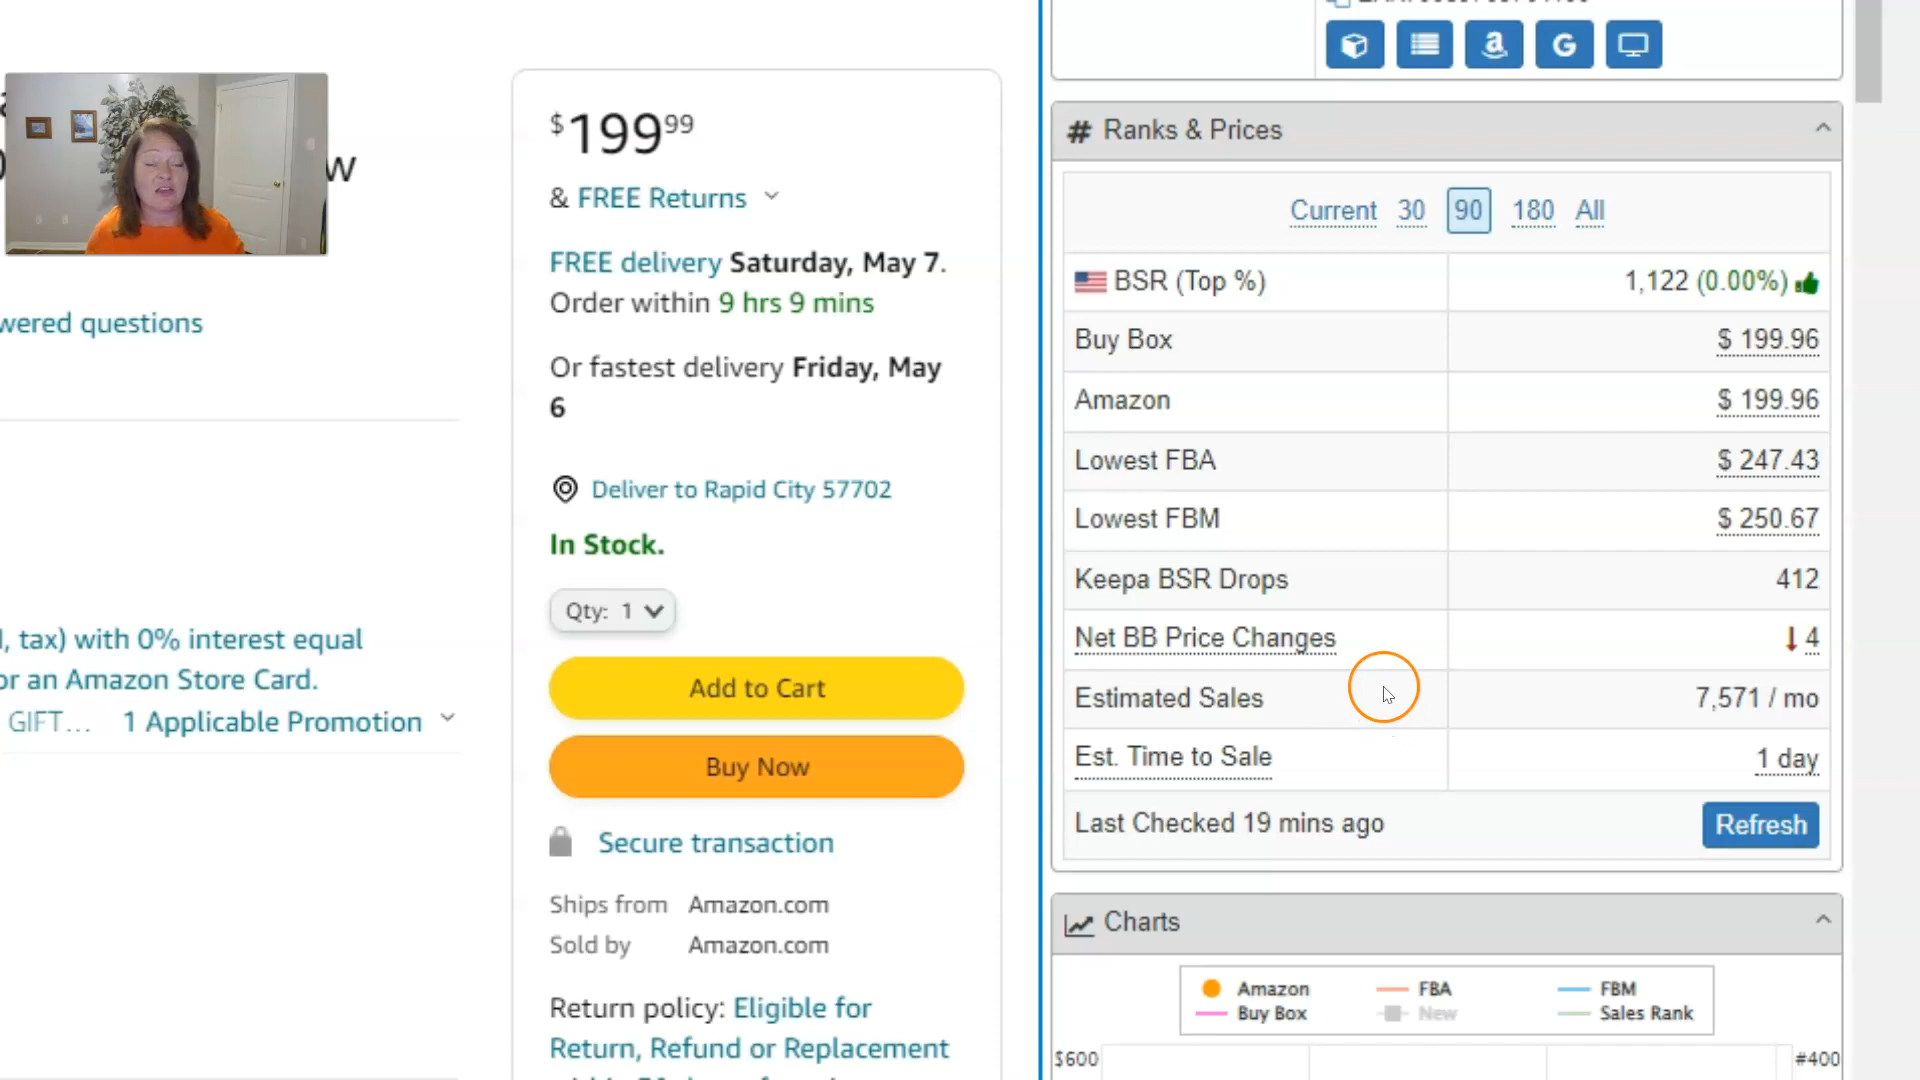 w
wered questions
, tax) with 0% interest equal
or an Amazon Store Card.
GIFT... 1 Applicable Promotion
$199.99
& FREE Returns
FREE delivery Saturday, May 7.
Order within 9 hrs 9 mins
Or fastest delivery Friday, May
6
Deliver to Rapid City 57702
In Stock.
Qty: 1
Add to Cart
Buy Now
Secure transaction
Ships from Amazon.com
Sold by Amazon.com
Return policy: Eligible for
Return, Refund or Replacement
# Ranks & Prices
Current 30 90 180 All
BSR (Top %) 1,122 (0.00%)
Buy Box $ 199.96
Amazon $ 199.96
Lowest FBA $ 247.43
Lowest FBM $ 250.67
Keepa BSR Drops 412
Net BB Price Changes ↓ 4
Estimated Sales 7,571 / mo
Est. Time to Sale 1 day
Last Checked 19 mins ago Refresh
Charts
Amazon FBA FBM
Buy Box New Sales Rank
$600 #400